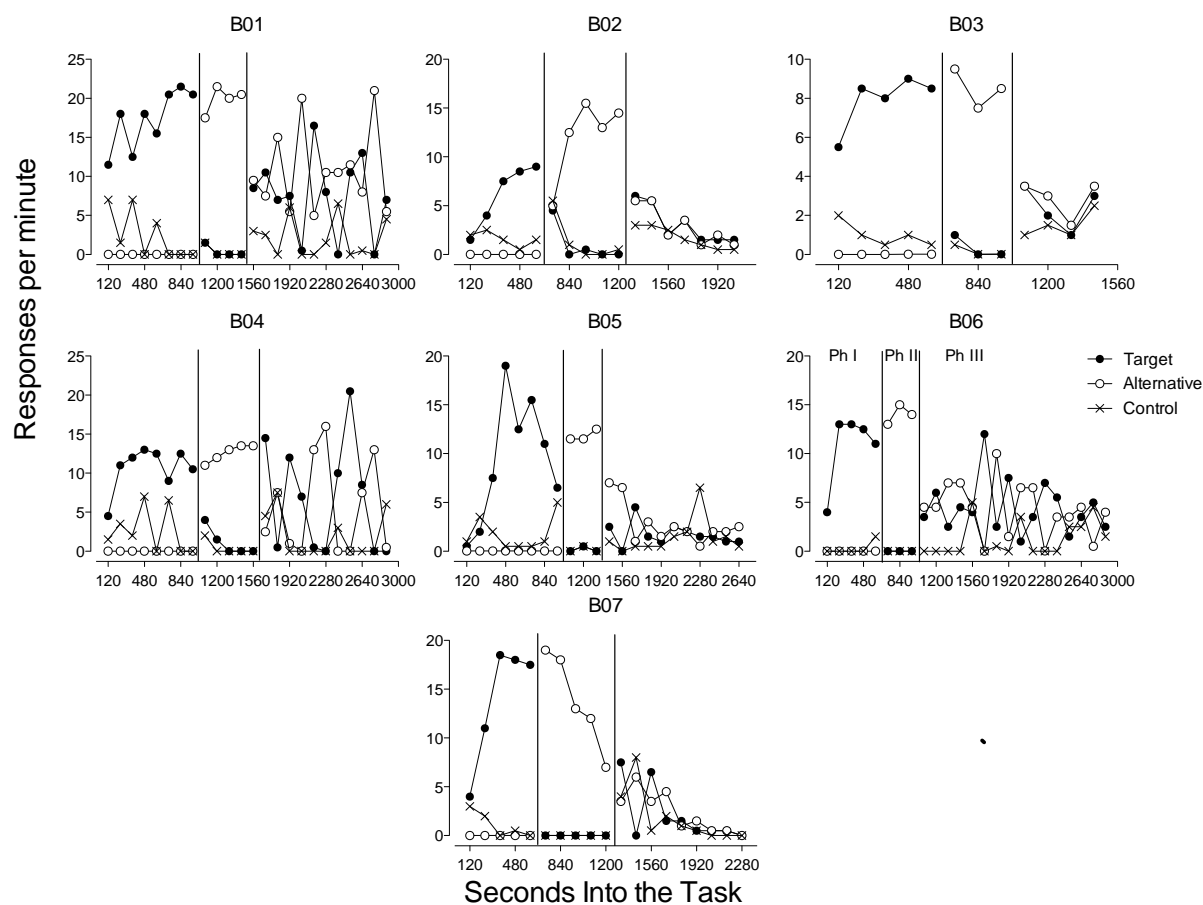 B01
B02
B03
25
20
15
10
5
0
120 480 840 1200 1560 1920 2280 2640 3000
20
15
10
5
0
120 480 840 1200 1560 1920
10
8
6
4
2
0
120 480 1200 1560
Responses per minute
B04
B05
B06
25
20
15
10
5
0
120 480 840 1200 1560 1920 2280 2640 3000
20
15
10
5
0
120 480 840 1200 1560 1920 2280 2640
20
15
10
5
0
Ph I Ph II Ph III
Target
Alternative
Control
120 480 840 1200 1560 1920 2280 2640 3000
B07
20
15
10
5
0
120 480 840 1200 1560 1920 2280
Seconds Into the Task